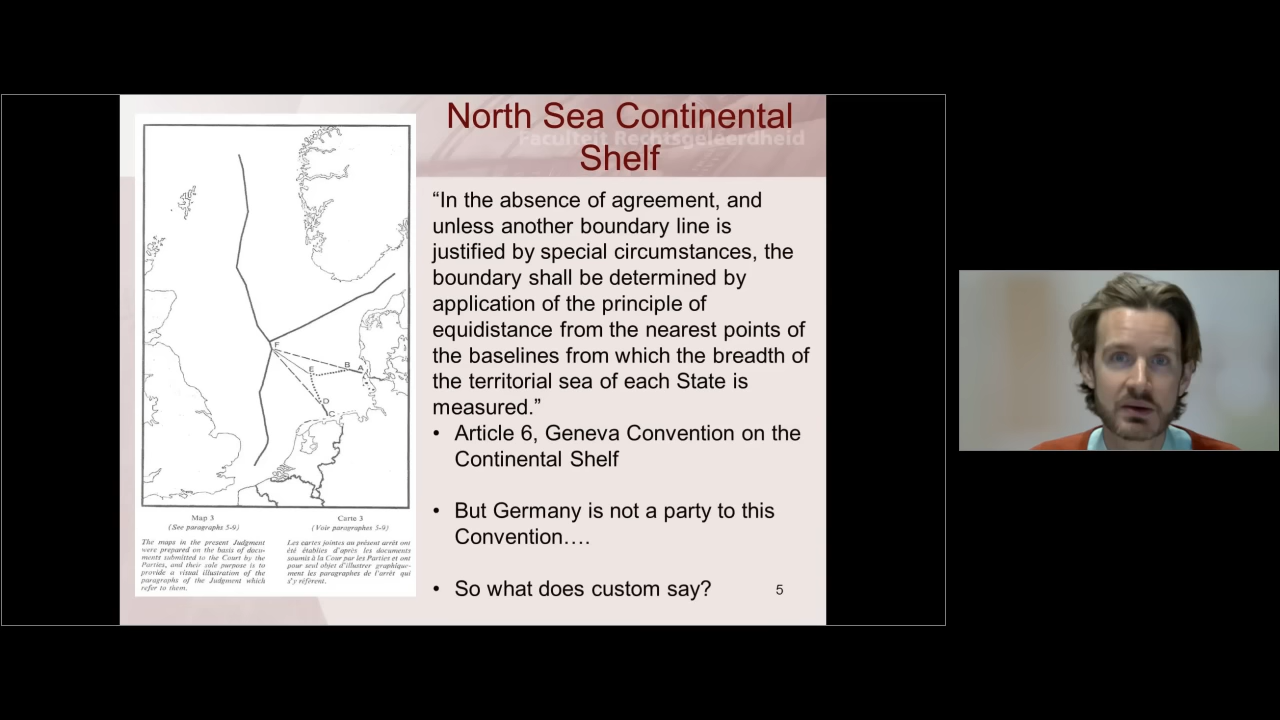 North Sea Continental
Shelf
Faculteit Rechtsgeleerdheid
“In the absence of agreement, and
unless another boundary line is
justified by special circumstances, the
boundary shall be determined by
application of the principle of
equidistance from the nearest points of
the baselines from which the breadth of
the territorial sea of each State is
measured.”
• Article 6, Geneva Convention on the
Continental Shelf
• But Germany is not a party to this
Convention….
• So what does custom say?
5
F
E
B
A
D
C
Map 3
(See paragraphs 5-9)
The maps in the present Judgment
were prepared on the basis of docu-
ments submitted to the Court by the
Parties, and their sole purpose is to
provide a visual illustration of the
paragraphs of the Judgment which
refer to them.
Carte 3
(Voir paragraphes 5-9)
Les cartes jointes au présent arrêt ont
été établies d'après les documents
soumis à la Cour par les Parties et ont
pour seul objet d'illustrer graphique-
ment les paragraphes de l'arrêt qui
s'y réfèrent.